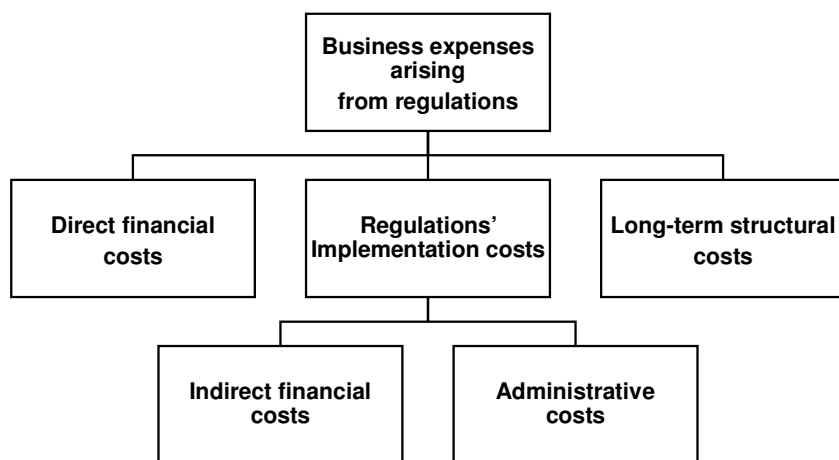 Business expenses
arising
from regulations
Direct financial
costs
Regulations’
Implementation costs
Long-term structural
costs
Indirect financial
costs
Administrative
costs